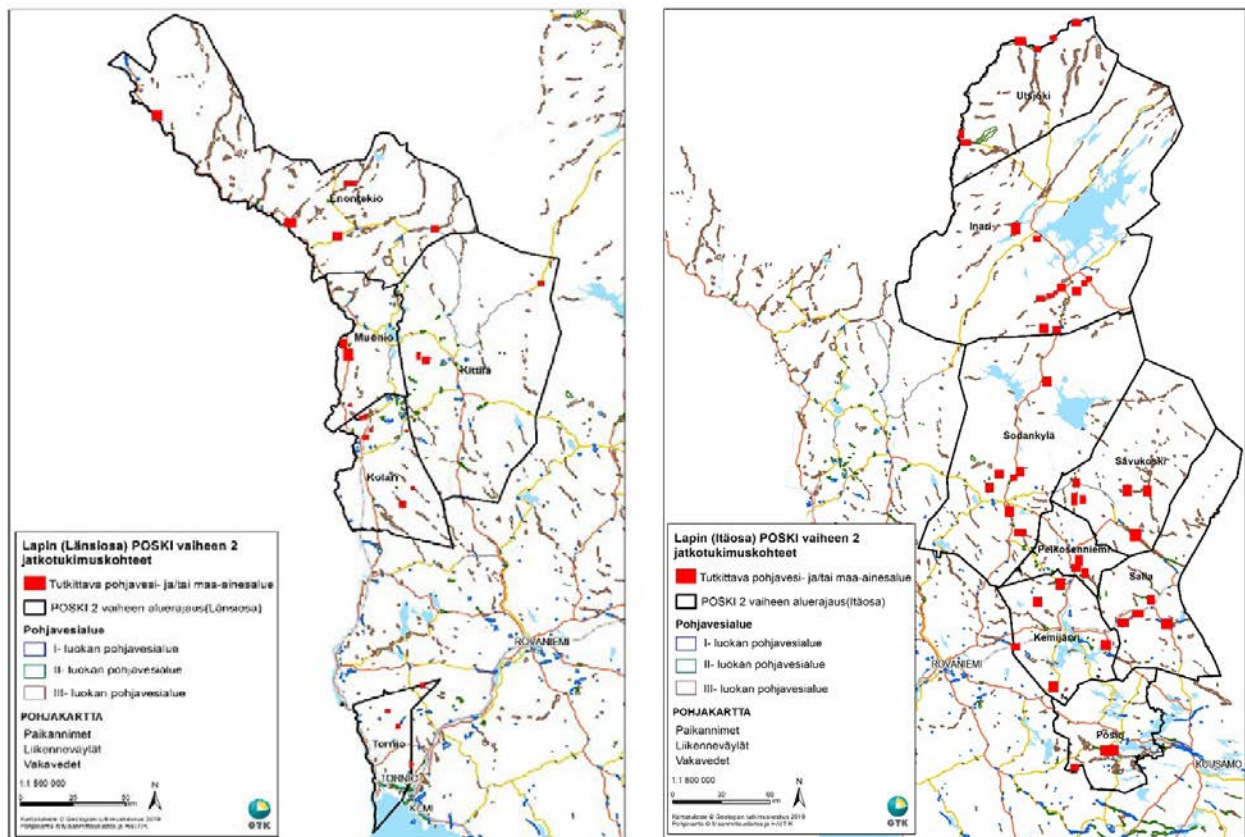 Enontekiö
Muonio
Kittilä
Kolari
ROVANIEMI
Tornio
TORNIO
KEMI
Lapin (Länsiosa) POSKI vaiheen 2
jatkotukimuskohteet
Tutkittava pohjavesi- ja/tai maa-ainesalue
POSKI 2 vaiheen aluerajaus(Länsiosa)
Pohjavesialue
I- luokan pohjavesialue
II- luokan pohjavesialue
III- luokan pohjavesialue
POHJAKARTTA
Paikannimet
Liikenneväylät
Vakavedet
N
GTK
Utsjoki
Inari
Sodankylä
Savukoski
Pelkosenniemi
Salla
Kemijärvi
ROVANIEMI
Posio
KUUSAMO
Lapin (Itäosa) POSKI vaiheen 2
jatkotukimuskohteet
Tutkittava pohjavesi- ja/tai maa-ainesalue
POSKI 2 vaiheen aluerajaus(Itäosa)
Pohjavesialue
I- luokan pohjavesialue
II- luokan pohjavesialue
III- luokan pohjavesialue
POHJAKARTTA
Paikannimet
Liikenneväylät
Vakavedet
1:1 800 000
N
GTK